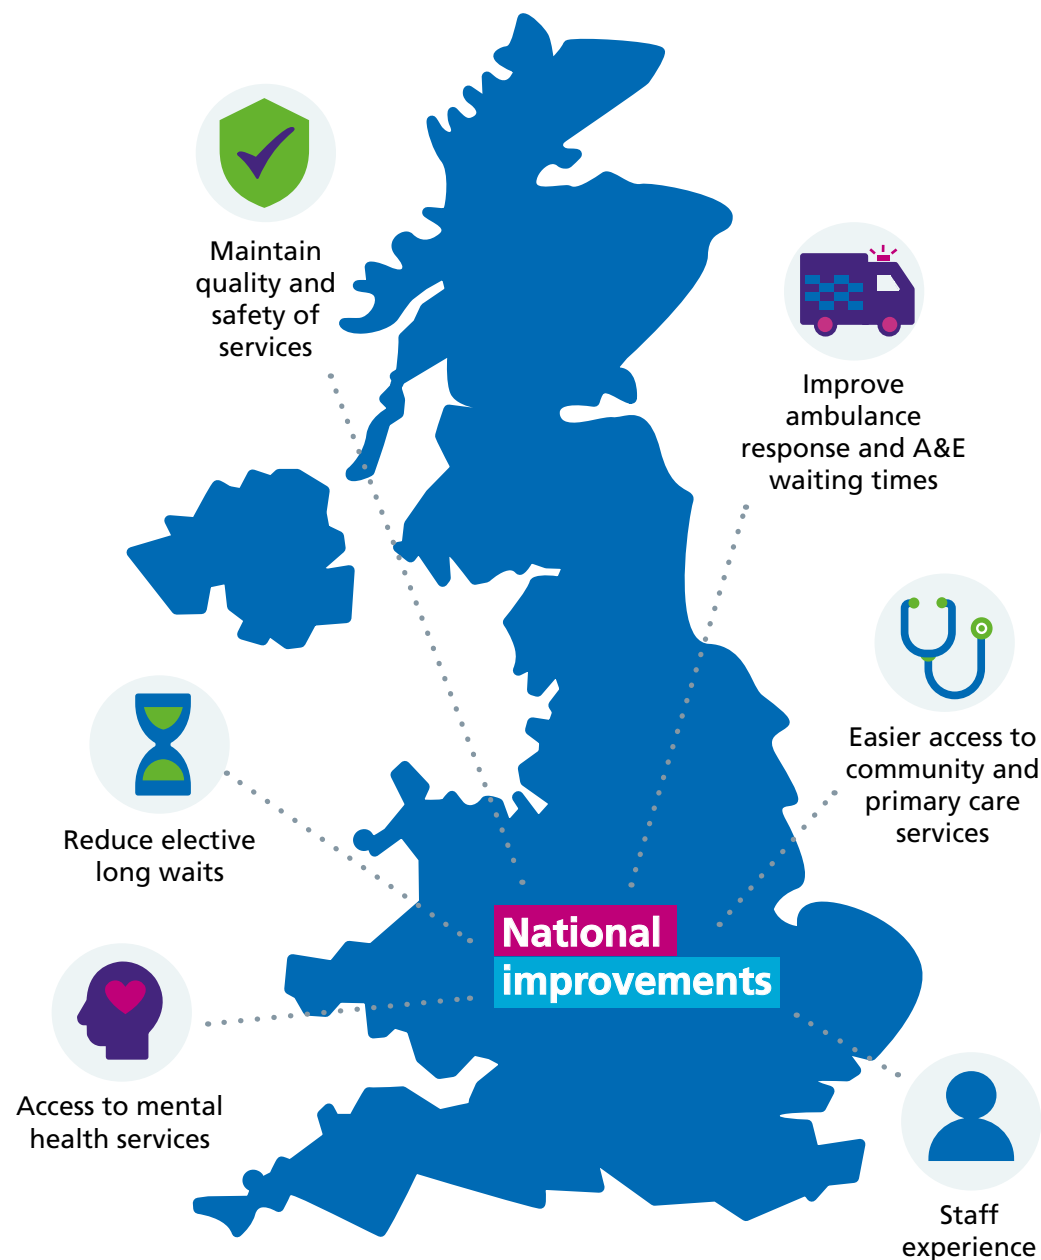 Maintain
quality and
safety of
services
Improve
ambulance
response and A&E
waiting times
Easier access to
community and
primary care
services
Reduce elective
long waits
National
improvements
Access to mental
health services
Staff
experience